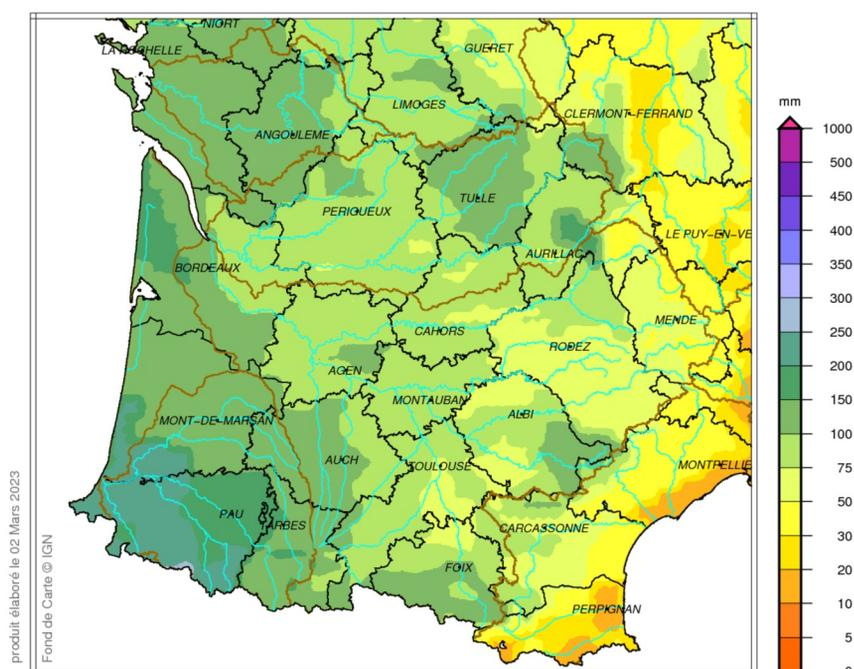 NIORT
LA ROCHELLE
GUERET
LIMOGES
CLERMONT-FERRAND
ANGOULEME
TULLE
PERIGUEUX
LE PUY-EN-VE
AURILLAC
BORDEAUX
MENDE
CAHORS
RODEZ
AGEN
MONTAUBAN
ALBI
MONT-DE-MARSAN
AUCH
TOULOUSE
MONTPELLIE
PAU
TARBES
CARCASSONNE
FOIX
PERPIGNAN
mm
1000
500
450
400
350
300
250
200
150
100
75
50
30
20
10
5
produit élaboré le 02 Mars 2023
Fond de Carte © IGN